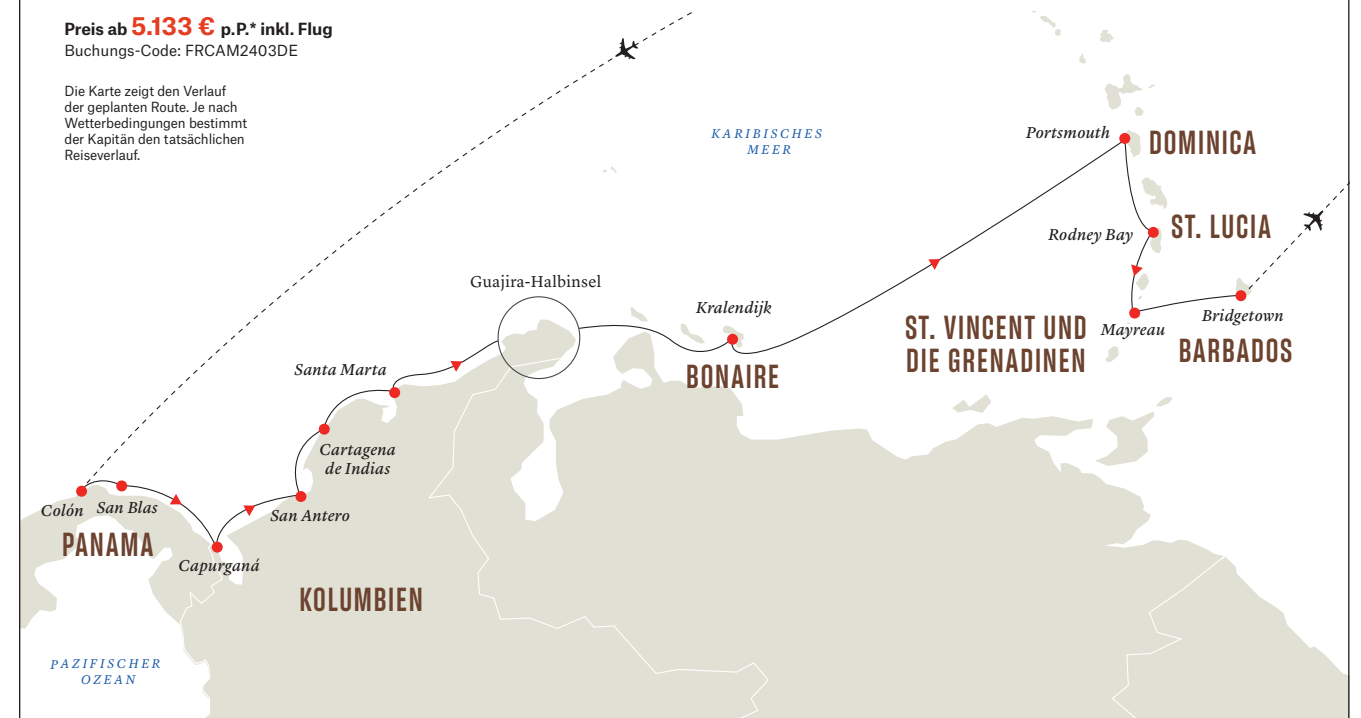 Preis ab 5.133 € p.P.* inkl. Flug
Buchungs-Code: FRCAM2403DE
Die Karte zeigt den Verlauf
der geplanten Route. Je nach
Wetterbedingungen bestimmt
der Kapitän den tatsächlichen
Reiseverlauf.
KARIBISCHES
MEER
Portsmouth
DOMINICA
Rodney Bay
ST. LUCIA
Guajira-Halbinsel
Kralendijk
BONAIRE
ST. VINCENT UND
DIE GRENADINEN
Mayreau
Bridgetown
BARBADOS
Santa Marta
Cartagena
de Indias
San Antero
Colón
San Blas
PANAMA
Capurganá
KOLUMBIEN
PAZIFISCHER
OZEAN